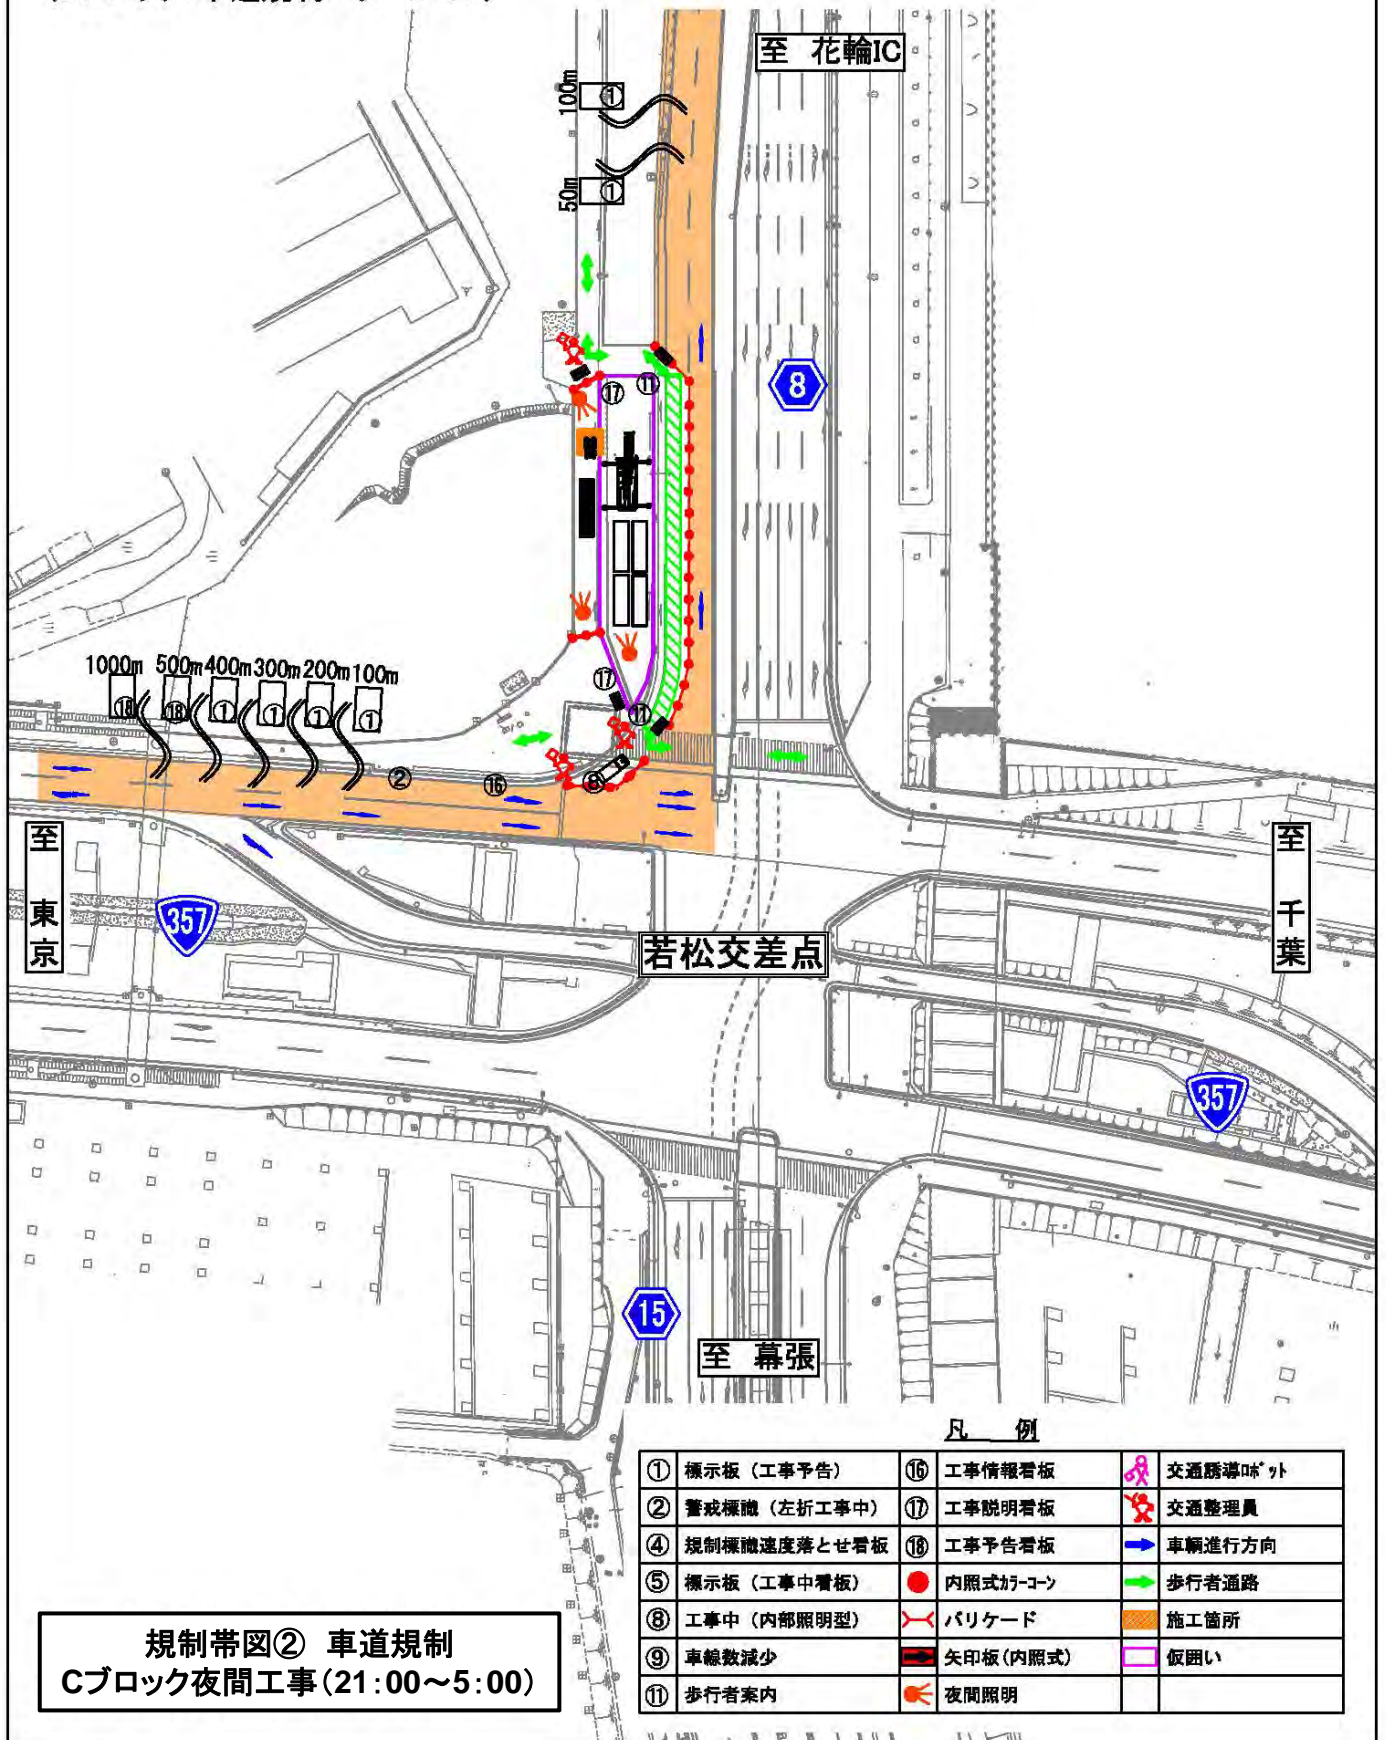 至 花輪IC
100m
①
50m
①
8
⑰
⑪
1000m 500m 400m 300m 200m 100m
⑱ ⑱ ① ① ① ①
⑰
⑰
②
⑯
⑧
至 東京
357
若松交差点
至 千葉
357
15
至 幕張
凡 例
① 標示板（工事予告） ⑯ 工事情報看板 交通誘導ﾛﾎﾞｯﾄ
② 警戒標識（左折工事中） ⑰ 工事説明看板 交通整理員
④ 規制標識速度落とせ看板 ⑱ 工事予告看板 車輌進行方向
⑤ 標示板（工事中看板） 内照式ｶﾗｰｺｰﾝ 歩行者通路
⑧ 工事中（内部照明型） バリケード 施工箇所
⑨ 車線数減少 矢印板(内照式) 仮囲い
⑪ 歩行者案内 夜間照明
規制帯図② 車道規制
Cブロック夜間工事（21：00～5：00）